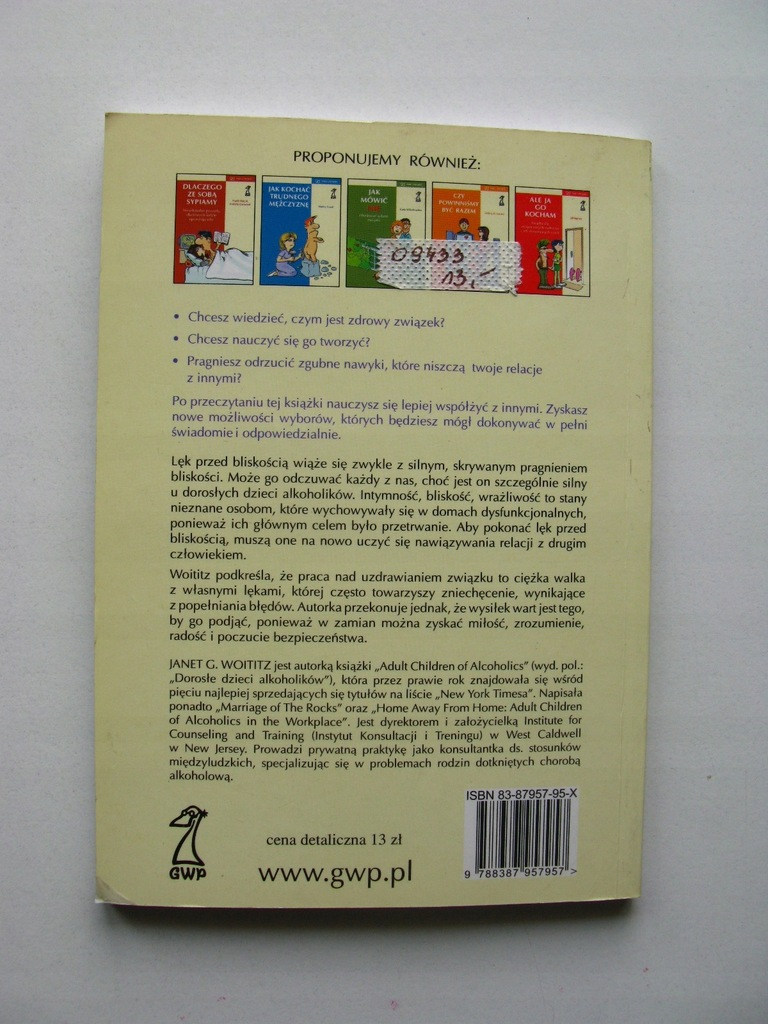 PROPONUJEMY RÓWNIEŻ:
DLACZEGO
ZE SOBĄ
SYPIAMY
JAK KOCHAĆ
TRUDNEGO
MĘŻCZYZNĘ
JAK
MÓWIĆ
CZY
POWINNIŚMY
BYĆ RAZEM
ALE JA
GO
KOCHAM
09433
13,-
• Chcesz wiedzieć, czym jest zdrowy związek?
• Chcesz nauczyć się go tworzyć?
• Pragniesz odrzucić zgubne nawyki, które niszczą twoje relacje
z innymi?
Po przeczytaniu tej książki nauczysz się lepiej współżyć z innymi. Zyskasz
nowe możliwości wyborów, których będziesz mógł dokonywać w pełni
świadomie i odpowiedzialnie.
Lęk przed bliskością wiąże się zwykle z silnym, skrywanym pragnieniem
bliskości. Może go odczuwać każdy z nas, choć jest on szczególnie silny
u dorosłych dzieci alkoholików. Intymność, bliskość, wrażliwość to stany
nieznane osobom, które wychowywały się w domach dysfunkcjonalnych,
ponieważ ich głównym celem było przetrwanie. Aby pokonać lęk przed
bliskością, muszą one na nowo uczyć się nawiązywania relacji z drugim
człowiekiem.
Woititz podkreśla, że praca nad uzdrawianiem związku to ciężka walka
z własnymi lękami, której często towarzyszy zniechęcenie, wynikające
z popełniania błędów. Autorka przekonuje jednak, że wysiłek wart jest tego,
by go podjąć, ponieważ w zamian można zyskać miłość, zrozumienie,
radość i poczucie bezpieczeństwa.
JANET G. WOITITZ jest autorką książki „Adult Children of Alcoholics" (wyd. pol.:
„Dorosłe dzieci alkoholików"), która przez prawie rok znajdowała się wśród
pięciu najlepiej sprzedających się tytułów na liście „New York Timesa". Napisała
ponadto „Marriage of The Rocks" oraz „Home Away From Home: Adult Children
of Alcoholics in the Workplace". Jest dyrektorem i założycielką Institute for
Counseling and Training (Instytut Konsultacji i Treningu) w West Caldwell
w New Jersey. Prowadzi prywatną praktykę jako konsultantka ds. stosunków
międzyludzkich, specjalizując się w problemach rodzin dotkniętych chorobą
alkoholową.
GWP
cena detaliczna 13 zł
www.gwp.pl
ISBN 83-87957-95-X
9 788387 957957 >